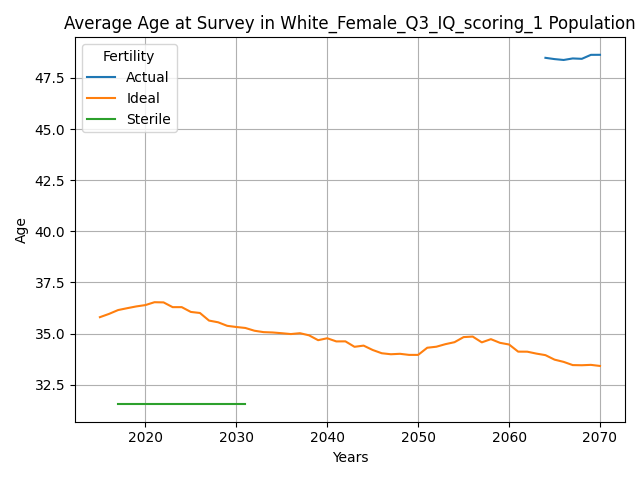 Average Age at Survey in White_Female_Q3_IQ_scoring_1 Population
Fertility
Actual
Ideal
Sterile
47.5
45.0
42.5
40.0
37.5
35.0
32.5
Age
2020 2030 2040 2050 2060 2070
Years